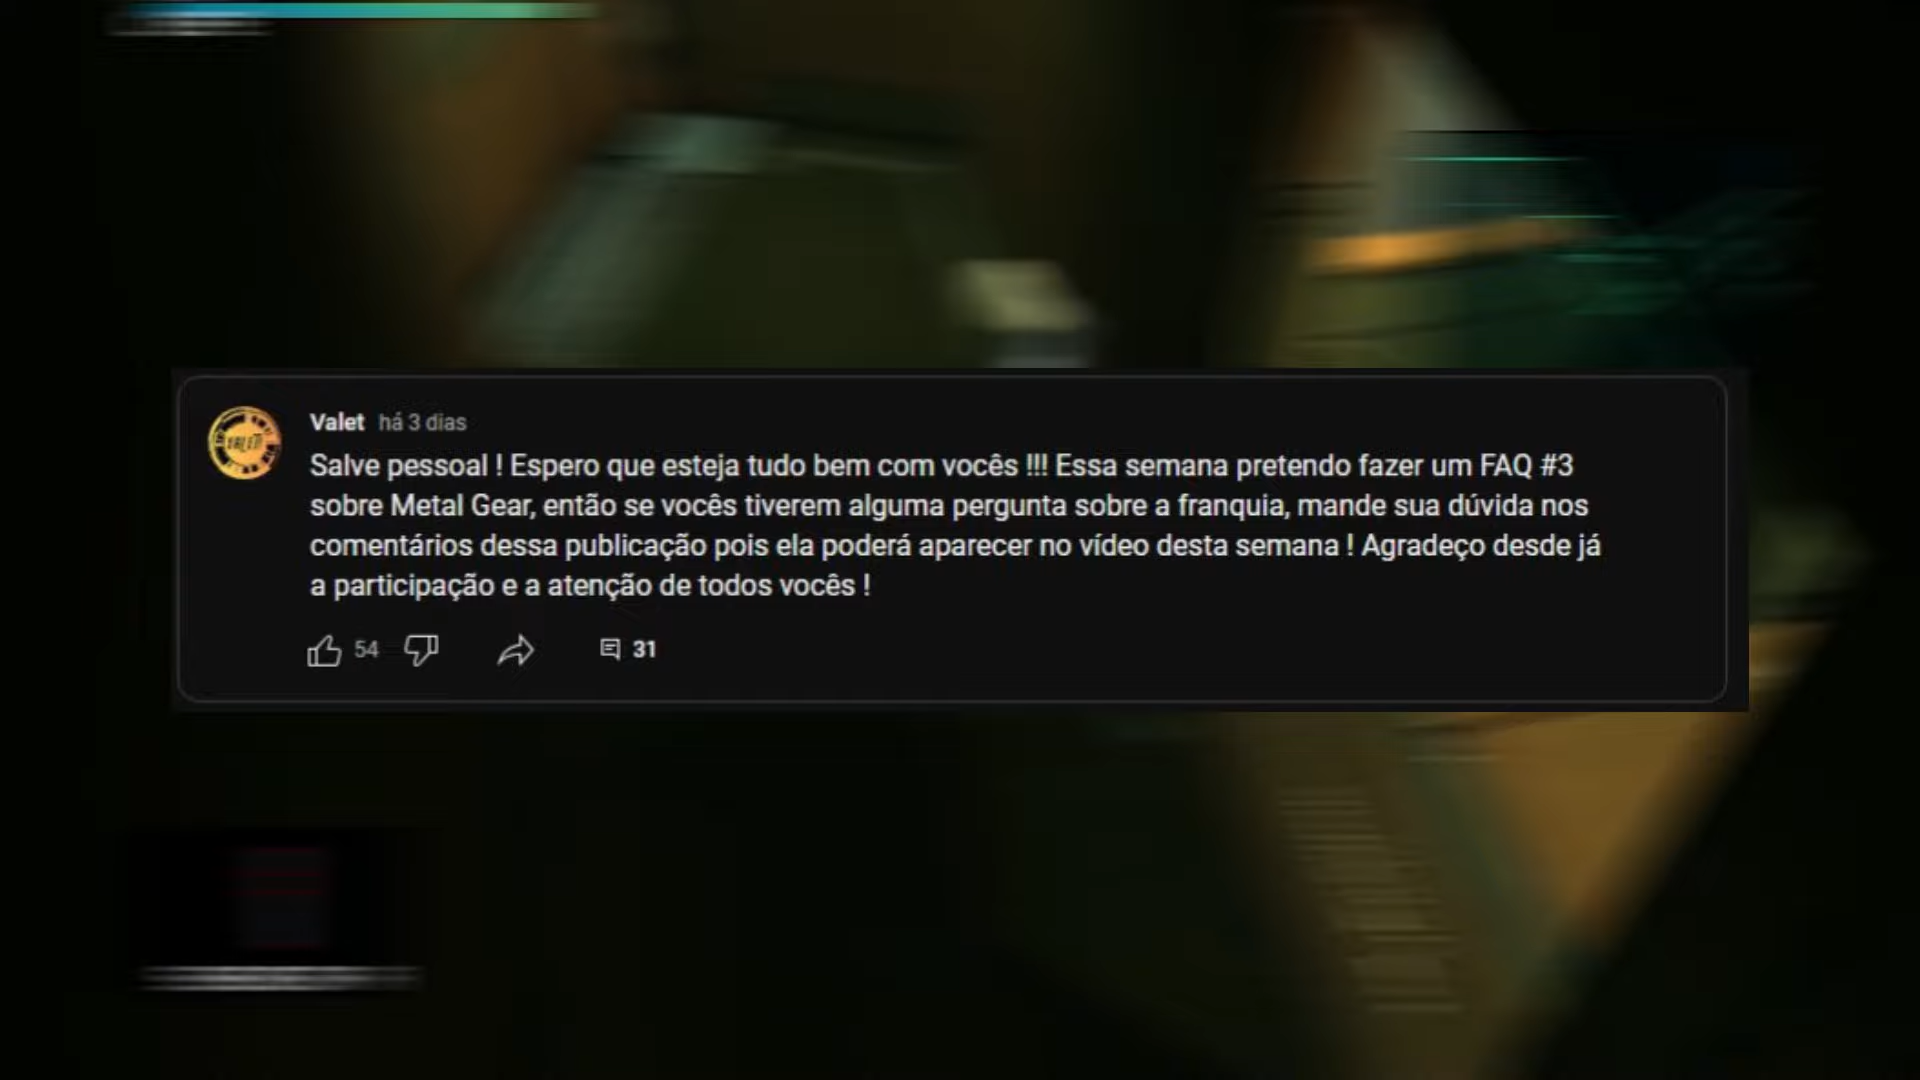 Valet há 3 dias
Salve pessoal ! Espero que esteja tudo bem com vocês !!! Essa semana pretendo fazer um FAQ #3
sobre Metal Gear, então se vocês tiverem alguma pergunta sobre a franquia, mande sua dúvida nos
comentários dessa publicação pois ela poderá aparecer no vídeo desta semana ! Agradeço desde já
a participação e a atenção de todos vocês !
54 31